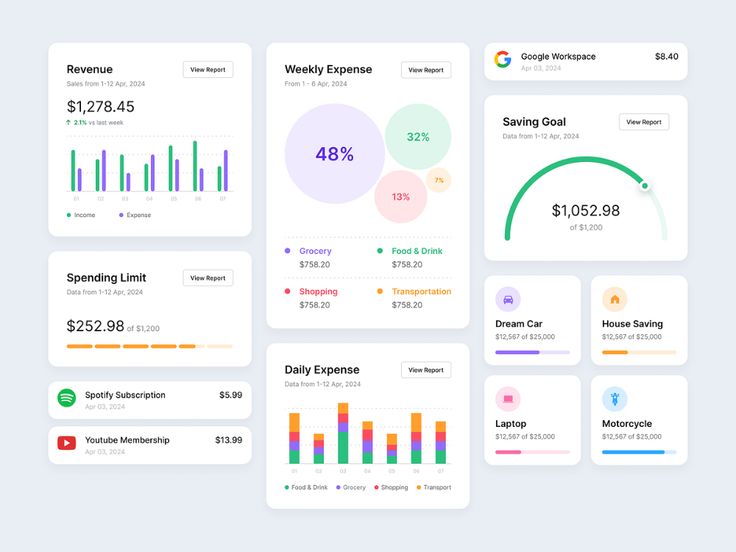 Revenue
View Report
Sales from 1-12 Apr, 2024
$1,278.45
↑ 2.1% vs last week
01 02 03 04 05 06 07
Income Expense
Spending Limit
View Report
Data from 1-12 Apr, 2024
$252.98 of $1,200
Spotify Subscription $5.99
Apr 03, 2024
Youtube Membership $13.99
Apr 03, 2024
Weekly Expense
View Report
From 1 - 6 Apr, 2024
48%
32%
7%
13%
Grocery Food & Drink
$758.20 $758.20
Shopping Transportation
$758.20 $758.20
Daily Expense
View Report
Data from 1-12 Apr, 2024
01 02 03 04 05 06 07
Food & Drink Grocery Shopping Transport
Google Workspace $8.40
Apr 03, 2024
Saving Goal
View Report
Data from 1-12 Apr, 2024
$1,052.98
of $1,200
Dream Car
$12,567 of $25,000
House Saving
$12,567 of $25,000
Laptop
$12,567 of $25,000
Motorcycle
$12,567 of $25,000